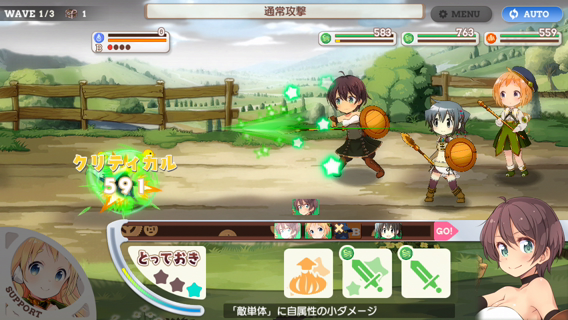 WAVE 1/3 1
通常攻撃
MENU
AUTO
0
583
763
559
クリティカル
591
GO!
とっておき
SUPPORT
「敵単体」に自属性の小ダメージ